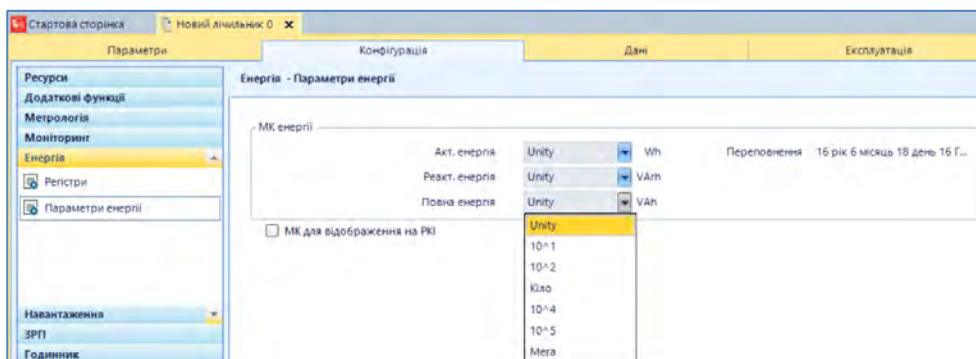 Стартова сторінка   Новий лічильник 0
Параметри   Конфігурація   Дані   Експлуатація
Ресурси
Додаткові функції
Метрологія
Моніторинг
Енергія
Регістри
Параметри енергії
Навантаження
ЗРП
Годинник
Енергія - Параметри енергії
МК енергії
Акт. енергія   Unity   Wh   Переповнення   16 рік 6 місяць 18 день 16 Г...
Реакт. енергія   Unity   VArh
Повна енергія   Unity   VAh
МК для відображення на РКІ
Unity
10^1
10^2
Кіло
10^4
10^5
Мега